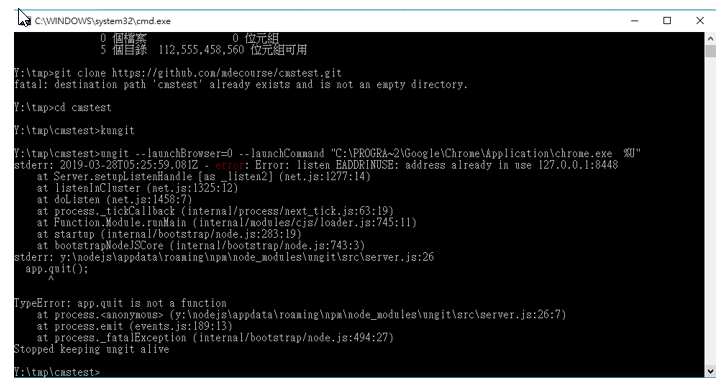 C:\WINDOWS\system32\cmd.exe
0 個檔案 0 位元組
5 個目錄 112,555,458,560 位元組可用
Y:\tmp>git clone https://github.com/mdecourse/cmstest.git
fatal: destination path 'cmstest' already exists and is not an empty directory.
Y:\tmp>cd cmstest
Y:\tmp\cmstest>kungit
Y:\tmp\cmstest>ungit --launchBrowser=0 --launchCommand "C:\PROGRA~2\Google\Chrome\Application\chrome.exe %U"
stderr: 2019-03-28T05:25:59.081Z - error: Error: listen EADDRINUSE: address already in use 127.0.0.1:8448
at Server.setupListenHandle [as _listen2] (net.js:1277:14)
at listenInCluster (net.js:1325:12)
at doListen (net.js:1458:7)
at process._tickCallback (internal/process/next_tick.js:63:19)
at Function.Module.runMain (internal/modules/cjs/loader.js:745:11)
at startup (internal/bootstrap/node.js:283:19)
at bootstrapNodeJSCore (internal/bootstrap/node.js:743:3)
stderr: y:\nodejs\appdata\roaming\npm\node_modules\ungit\src\server.js:26
app.quit();
^
TypeError: app.quit is not a function
at process.<anonymous> (y:\nodejs\appdata\roaming\npm\node_modules\ungit\src\server.js:26:7)
at process.emit (events.js:189:13)
at process._fatalException (internal/bootstrap/node.js:494:27)
Stopped keeping ungit alive
Y:\tmp\cmstest>